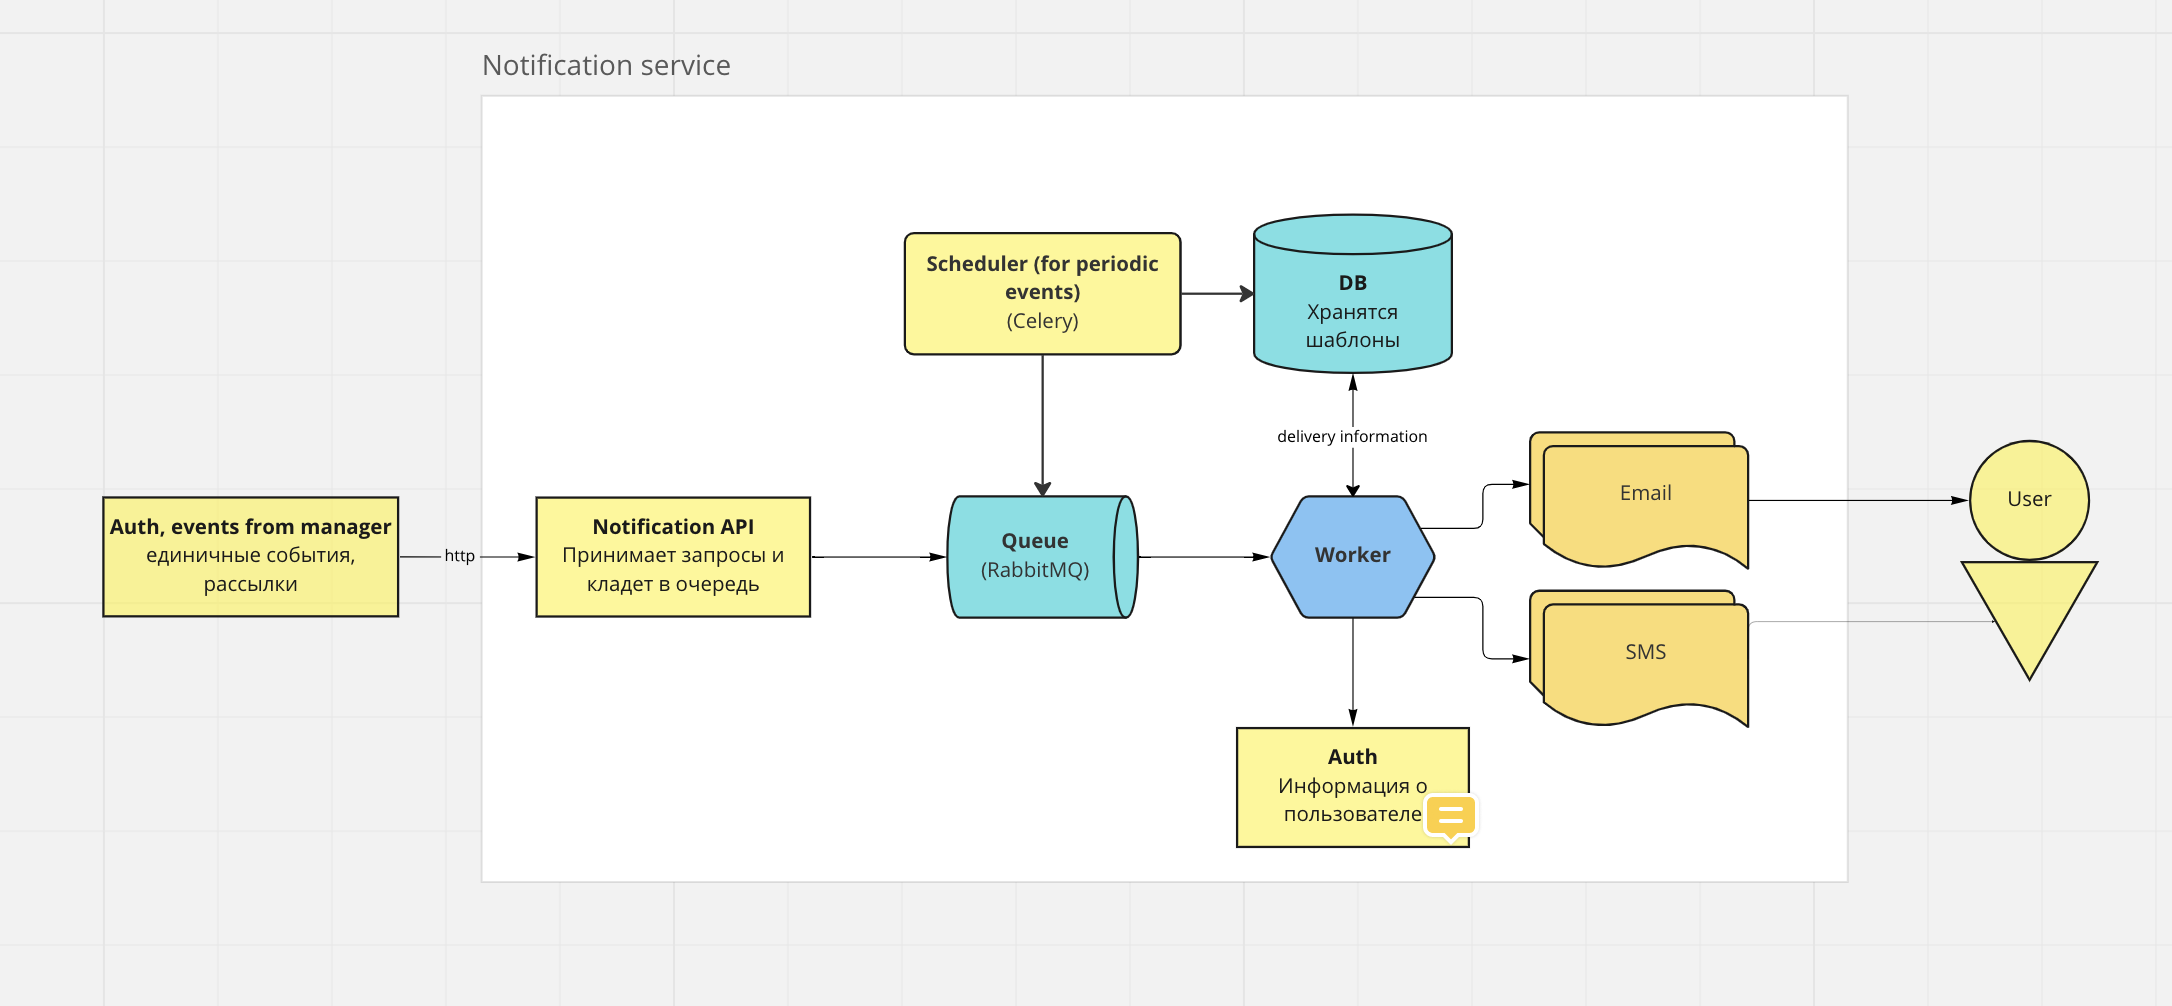 Notification service
Scheduler (for periodic
events)
(Celery)
DB
Хранятся
шаблоны
delivery information
Auth, events from manager
единичные события,
рассылки
http
Notification API
Принимает запросы и
кладет в очередь
Queue
(RabbitMQ)
Worker
Email
SMS
User
Auth
Информация о
пользователе